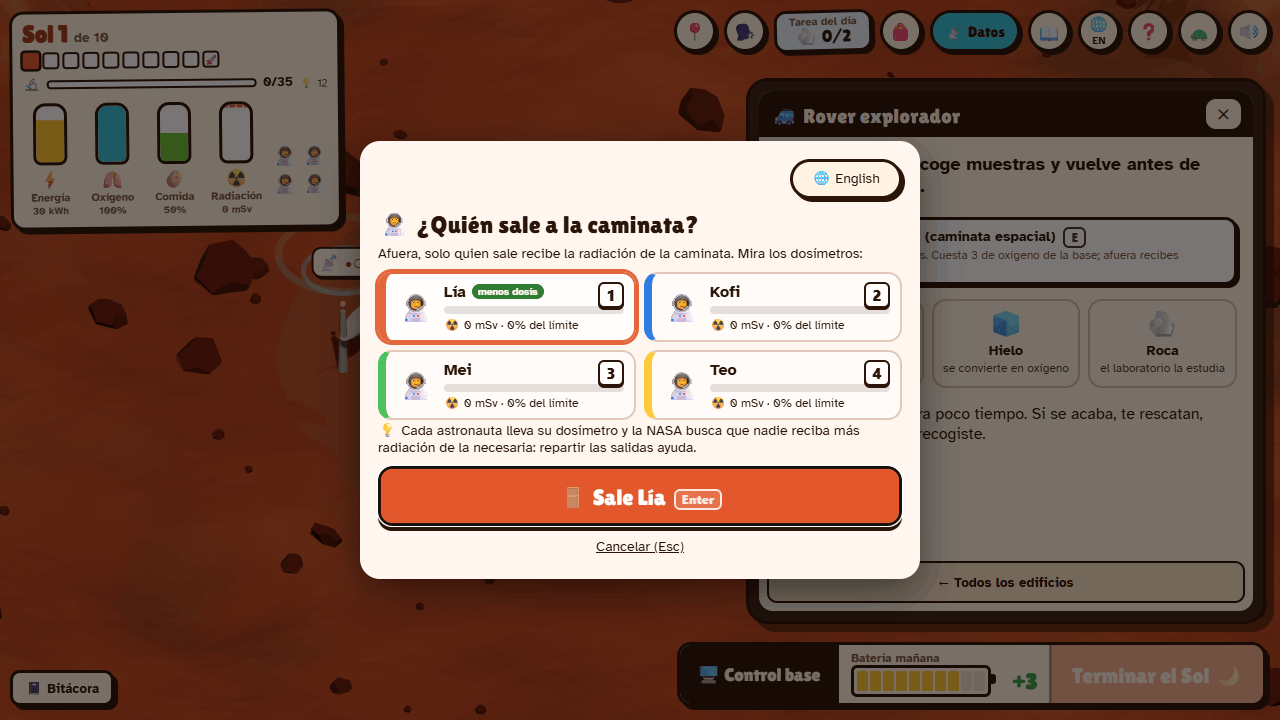 Sol 1 de 10
0/35 12
Energía
30 kWh
Oxígeno
100%
Comida
50%
Radiación
0 mSv
Tarea del día
0/2
Datos
EN
Rover explorador
coge muestras y vuelve antes de
(caminata espacial) E
s. Cuesta 3 de oxígeno de la base; afuera recibes
Hielo
se convierte en oxígeno
Roca
el laboratorio la estudia
ra poco tiempo. Si se acaba, te rescatan,
recogiste.
← Todos los edificios
English
¿Quién sale a la caminata?
Afuera, solo quien sale recibe la radiación de la caminata. Mira los dosímetros:
Lía menos dosis 1
0 mSv · 0% del límite
Kofi 2
0 mSv · 0% del límite
Mei 3
0 mSv · 0% del límite
Teo 4
0 mSv · 0% del límite
Cada astronauta lleva su dosímetro y la NASA busca que nadie reciba más
radiación de la necesaria: repartir las salidas ayuda.
Sale Lía Enter
Cancelar (Esc)
Bitácora
Control base
Batería mañana
+3
Terminar el Sol